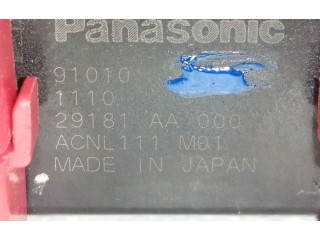 Panasonic
91010
1110
29181 AA 000
ACNL111 M01
MADE IN JAPAN